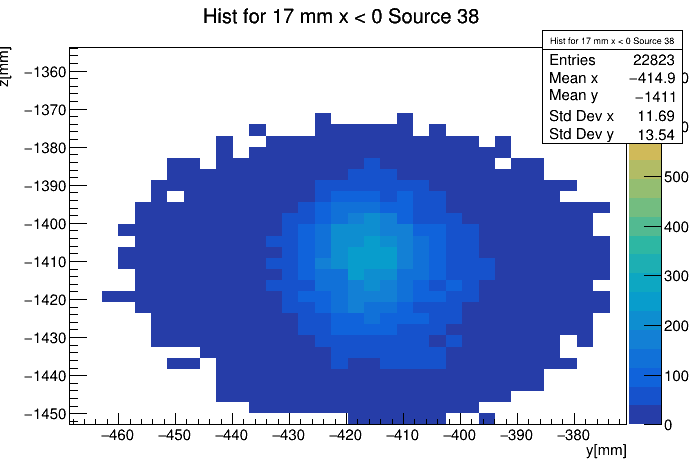 Hist for 17 mm x < 0 Source 38
z[mm]
Hist for 17 mm x < 0 Source 38
Entries 22823
Mean x −414.9
Mean y −1411
Std Dev x 11.69
Std Dev y 13.54
−1360
−1370
−1380
−1390
−1400
−1410
−1420
−1430
−1440
−1450
−460 −450 −440 −430 −420 −410 −400 −390 −380
y[mm]
500
400
300
200
100
0